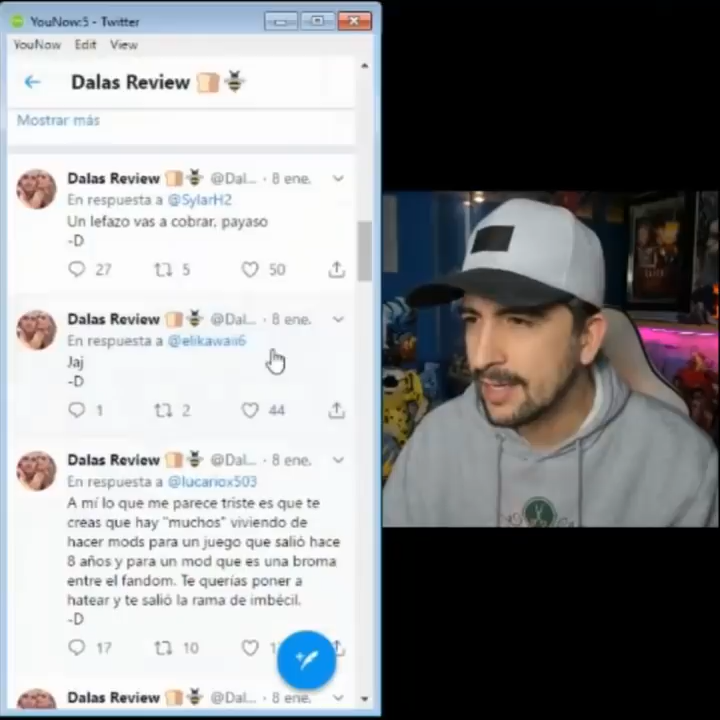 YouNow:5 - Twitter
YouNow Edit View
Dalas Review
Mostrar más
Dalas Review @Dal... · 8 ene.
En respuesta a @SylarH2
Un lefazo vas a cobrar, payaso
-D
27 5 50
Dalas Review @Dal... · 8 ene.
En respuesta a @elikawaii6
Jaj
-D
1 2 44
Dalas Review @Dal... · 8 ene.
En respuesta a @lucariox503
A mí lo que me parece triste es que te
creas que hay "muchos" viviendo de
hacer mods para un juego que salió hace
8 años y para un mod que es una broma
entre el fandom. Te querías poner a
hatear y te salió la rama de imbécil.
-D
17 10
Dalas Review @Dal... · 8 ene.